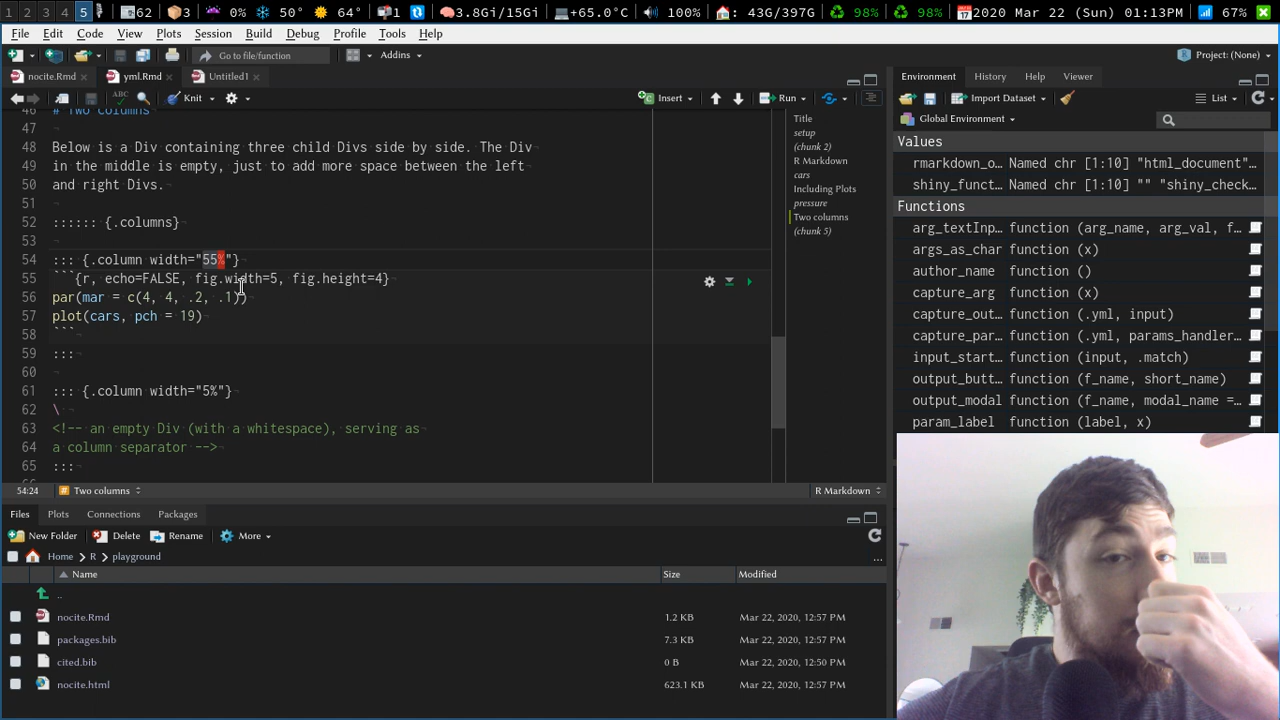 1 2 3 4 5 62 3 0% 50° 64° 1 3.8Gi/15Gi +65.0°C 100% : 43G/397G 98% 98% 2020 Mar 22 (Sun) 01:13PM 67%
File Edit Code View Plots Session Build Debug Profile Tools Help
Go to file/function Addins Project: (None)
nocite.Rmd yml.Rmd Untitled1
Knit Insert Run
46 # Two columns
47
48 Below is a Div containing three child Divs side by side. The Div
49 in the middle is empty, just to add more space between the left
50 and right Divs.
51
52 :::::: {.columns}
53
54 ::: {.column width="55%"}
55 ```{r, echo=FALSE, fig.width=5, fig.height=4}
56 par(mar = c(4, 4, .2, .1))
57 plot(cars, pch = 19)
58 ```
59 :::
60
61 ::: {.column width="5%"}
62 \
63 <!-- an empty Div (with a whitespace), serving as
64 a column separator -->
65 :::
Title
setup
(chunk 2)
R Markdown
cars
Including Plots
pressure
Two columns
(chunk 5)
54:24 # Two columns R Markdown
Files Plots Connections Packages
New Folder Delete Rename More
Home R playground ...
Name Size Modified
..
nocite.Rmd 1.2 KB Mar 22, 2020, 12:57 PM
packages.bib 7.3 KB Mar 22, 2020, 12:57 PM
cited.bib 0 B Mar 22, 2020, 12:50 PM
nocite.html 623.1 KB Mar 22, 2020, 12:57 PM
Environment History Help Viewer
Import Dataset List
Global Environment
Values
rmarkdown_o… Named chr [1:10] "html_document"…
shiny_funct… Named chr [1:10] "" "shiny_check…
Functions
arg_textInp… function (arg_name, arg_val, f…
args_as_char function (x)
author_name function ()
capture_arg function (x)
capture_out… function (.yml, input)
capture_par… function (.yml, params_handler…
input_start… function (input, .match)
output_butt… function (f_name, short_name)
output_modal function (f_name, modal_name =…
param_label function (label, x)